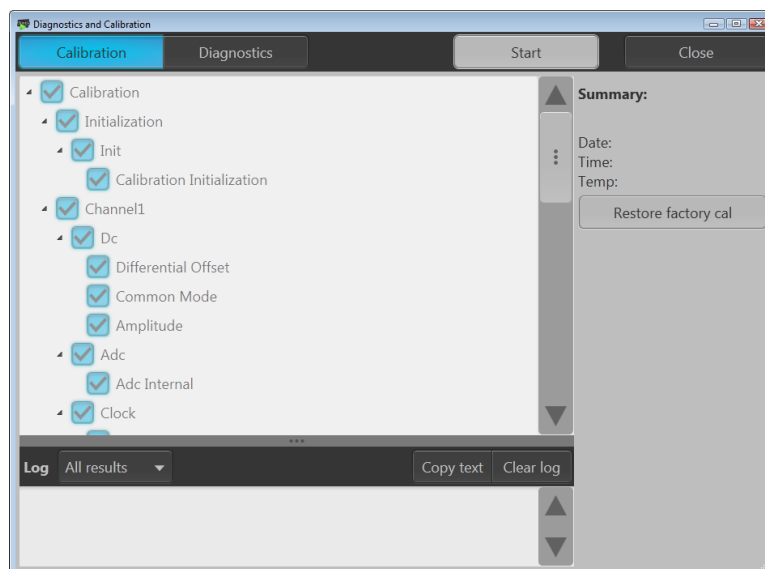 Diagnostics and Calibration
Calibration Diagnostics Start Close
Calibration
Initialization
Init
Calibration Initialization
Channel1
Dc
Differential Offset
Common Mode
Amplitude
Adc
Adc Internal
Clock
Summary:
Date:
Time:
Temp:
Restore factory cal
Log All results Copy text Clear log